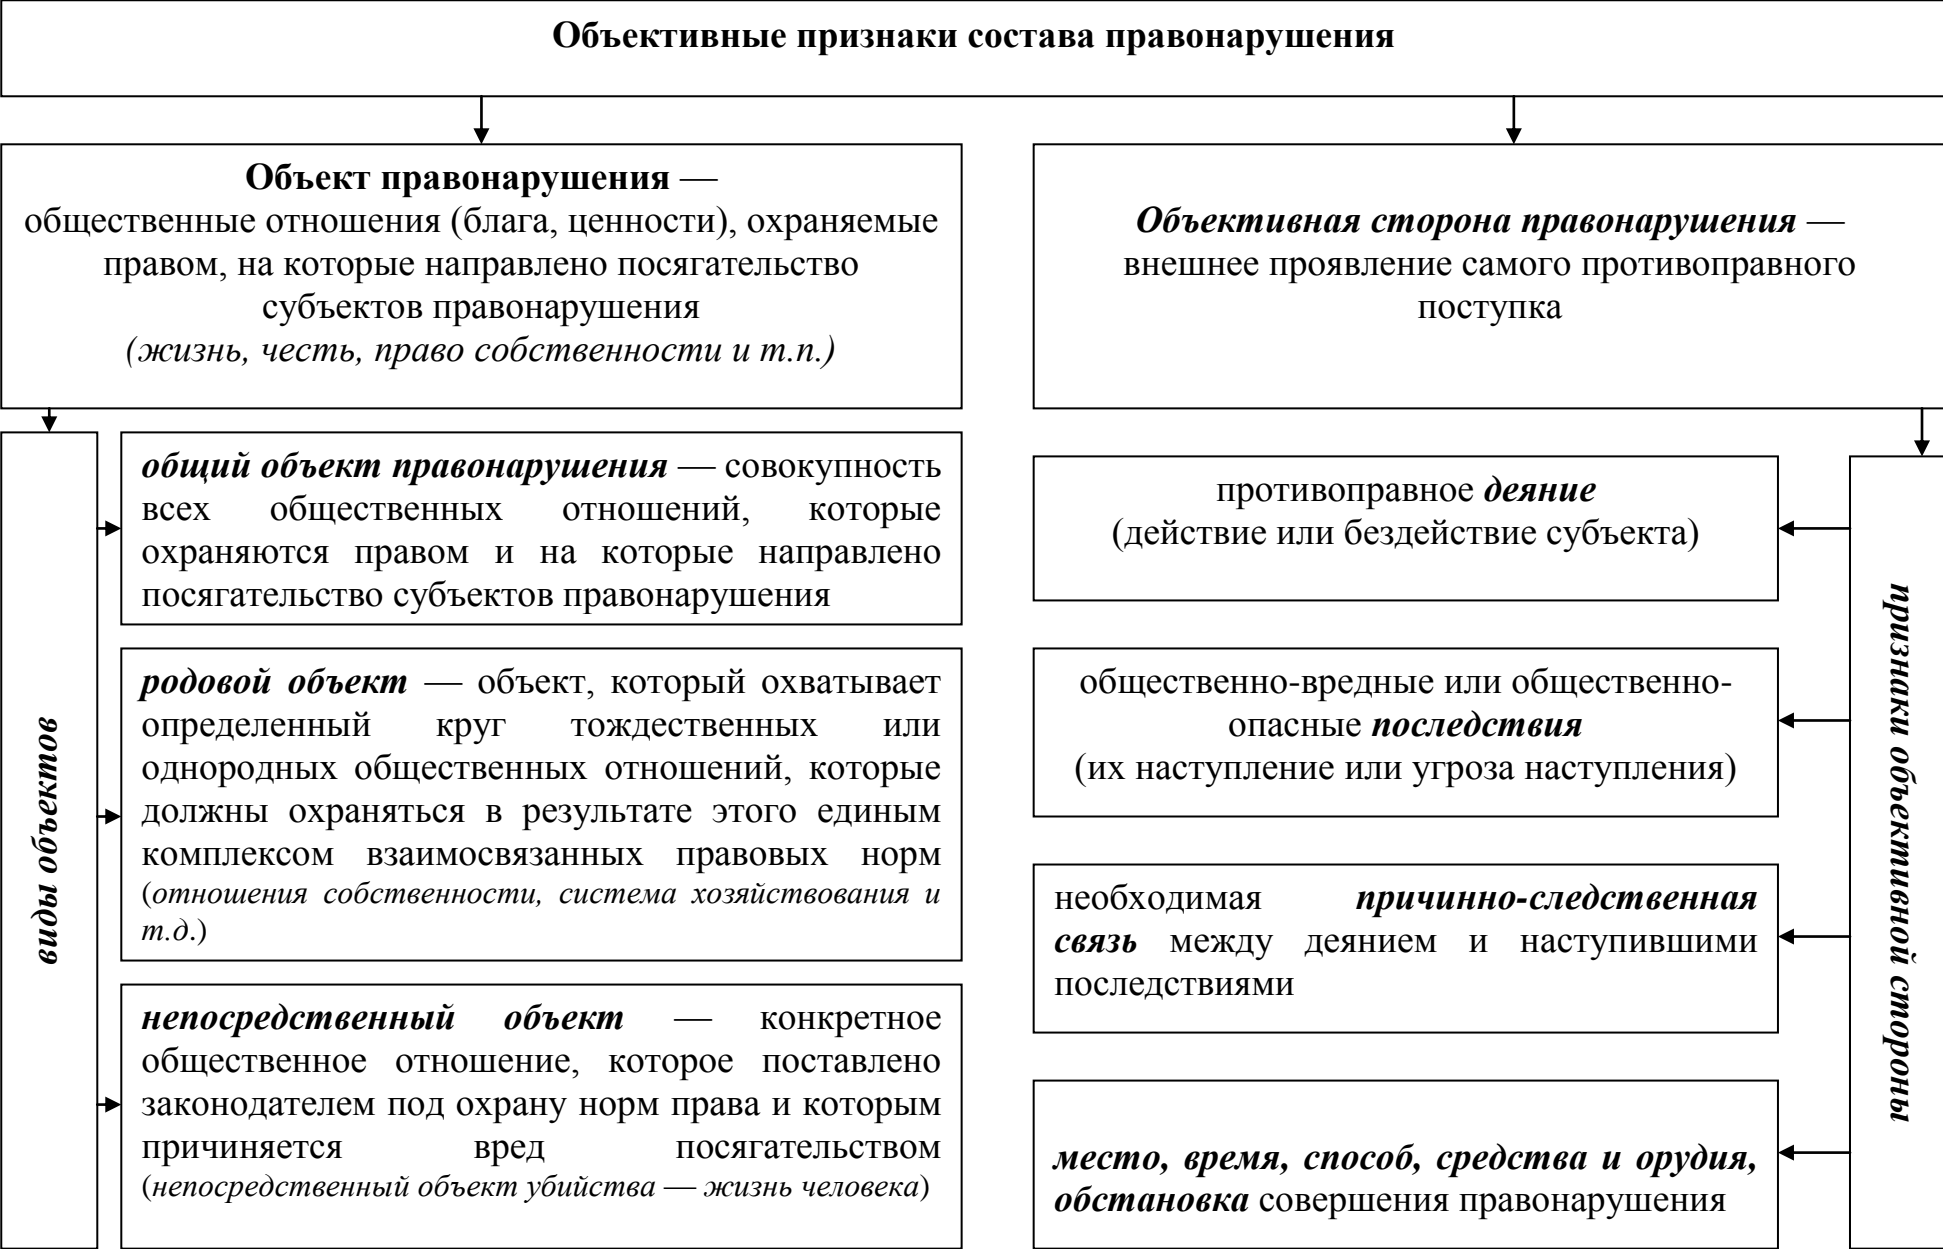 Объективные признаки состава правонарушения
Объект правонарушения —
общественные отношения (блага, ценности), охраняемые
правом, на которые направлено посягательство
субъектов правонарушения
(жизнь, честь, право собственности и т.п.)
виды объектов
общий объект правонарушения — совокупность
всех общественных отношений, которые
охраняются правом и на которые направлено
посягательство субъектов правонарушения
родовой объект — объект, который охватывает
определенный круг тождественных или
однородных общественных отношений, которые
должны охраняться в результате этого единым
комплексом взаимосвязанных правовых норм
(отношения собственности, система хозяйствования и
т.д.)
непосредственный объект — конкретное
общественное отношение, которое поставлено
законодателем под охрану норм права и которым
причиняется вред посягательством
(непосредственный объект убийства — жизнь человека)
Объективная сторона правонарушения —
внешнее проявление самого противоправного
поступка
признаки объективной стороны
противоправное деяние
(действие или бездействие субъекта)
общественно-вредные или общественно-
опасные последствия
(их наступление или угроза наступления)
необходимая причинно-следственная
связь между деянием и наступившими
последствиями
место, время, способ, средства и орудия,
обстановка совершения правонарушения